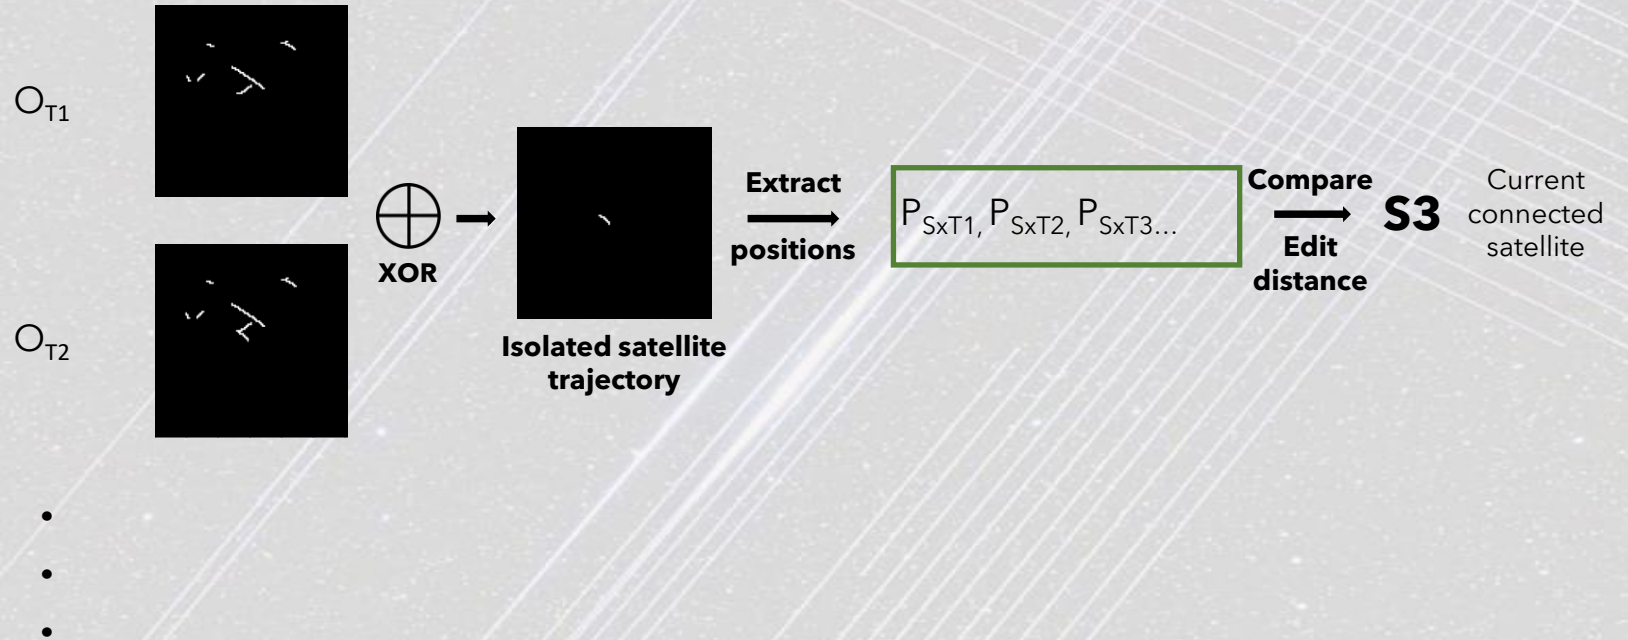 O_T1
O_T2
XOR
Isolated satellite
trajectory
Extract
positions
P_SxT1, P_SxT2, P_SxT3...
Compare
Edit
distance
S3
Current
connected
satellite